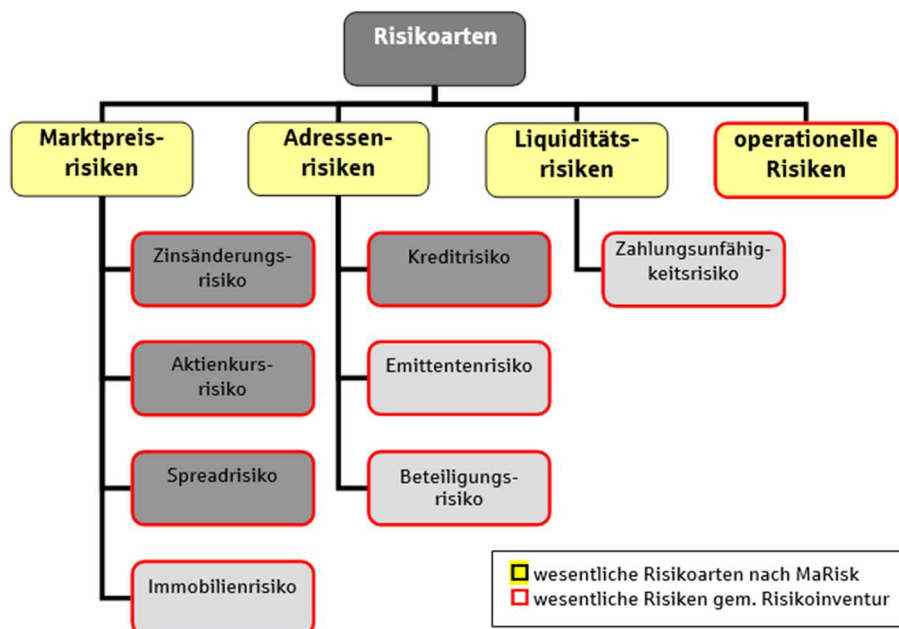 Risikoarten
Marktpreis-
risiken
Adressen-
risiken
Liquiditäts-
risiken
operationelle
Risiken
Zinsänderungs-
risiko
Kreditrisiko
Zahlungsunfähig-
keitsrisiko
Aktienkurs-
risiko
Emittentenrisiko
Spreadrisiko
Beteiligungs-
risiko
Immobilienrisiko
wesentliche Risikoarten nach MaRisk
wesentliche Risiken gem. Risikoinventur